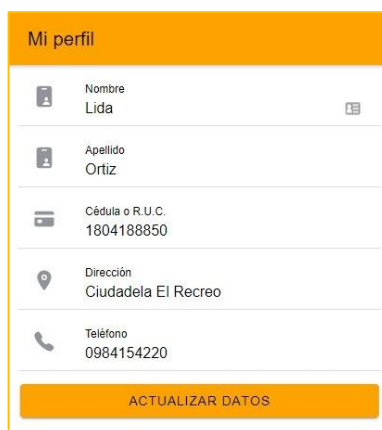 Mi perfil
Nombre
Lida
Apellido
Ortiz
Cédula o R.U.C.
1804188850
Dirección
Ciudadela El Recreo
Teléfono
0984154220
ACTUALIZAR DATOS